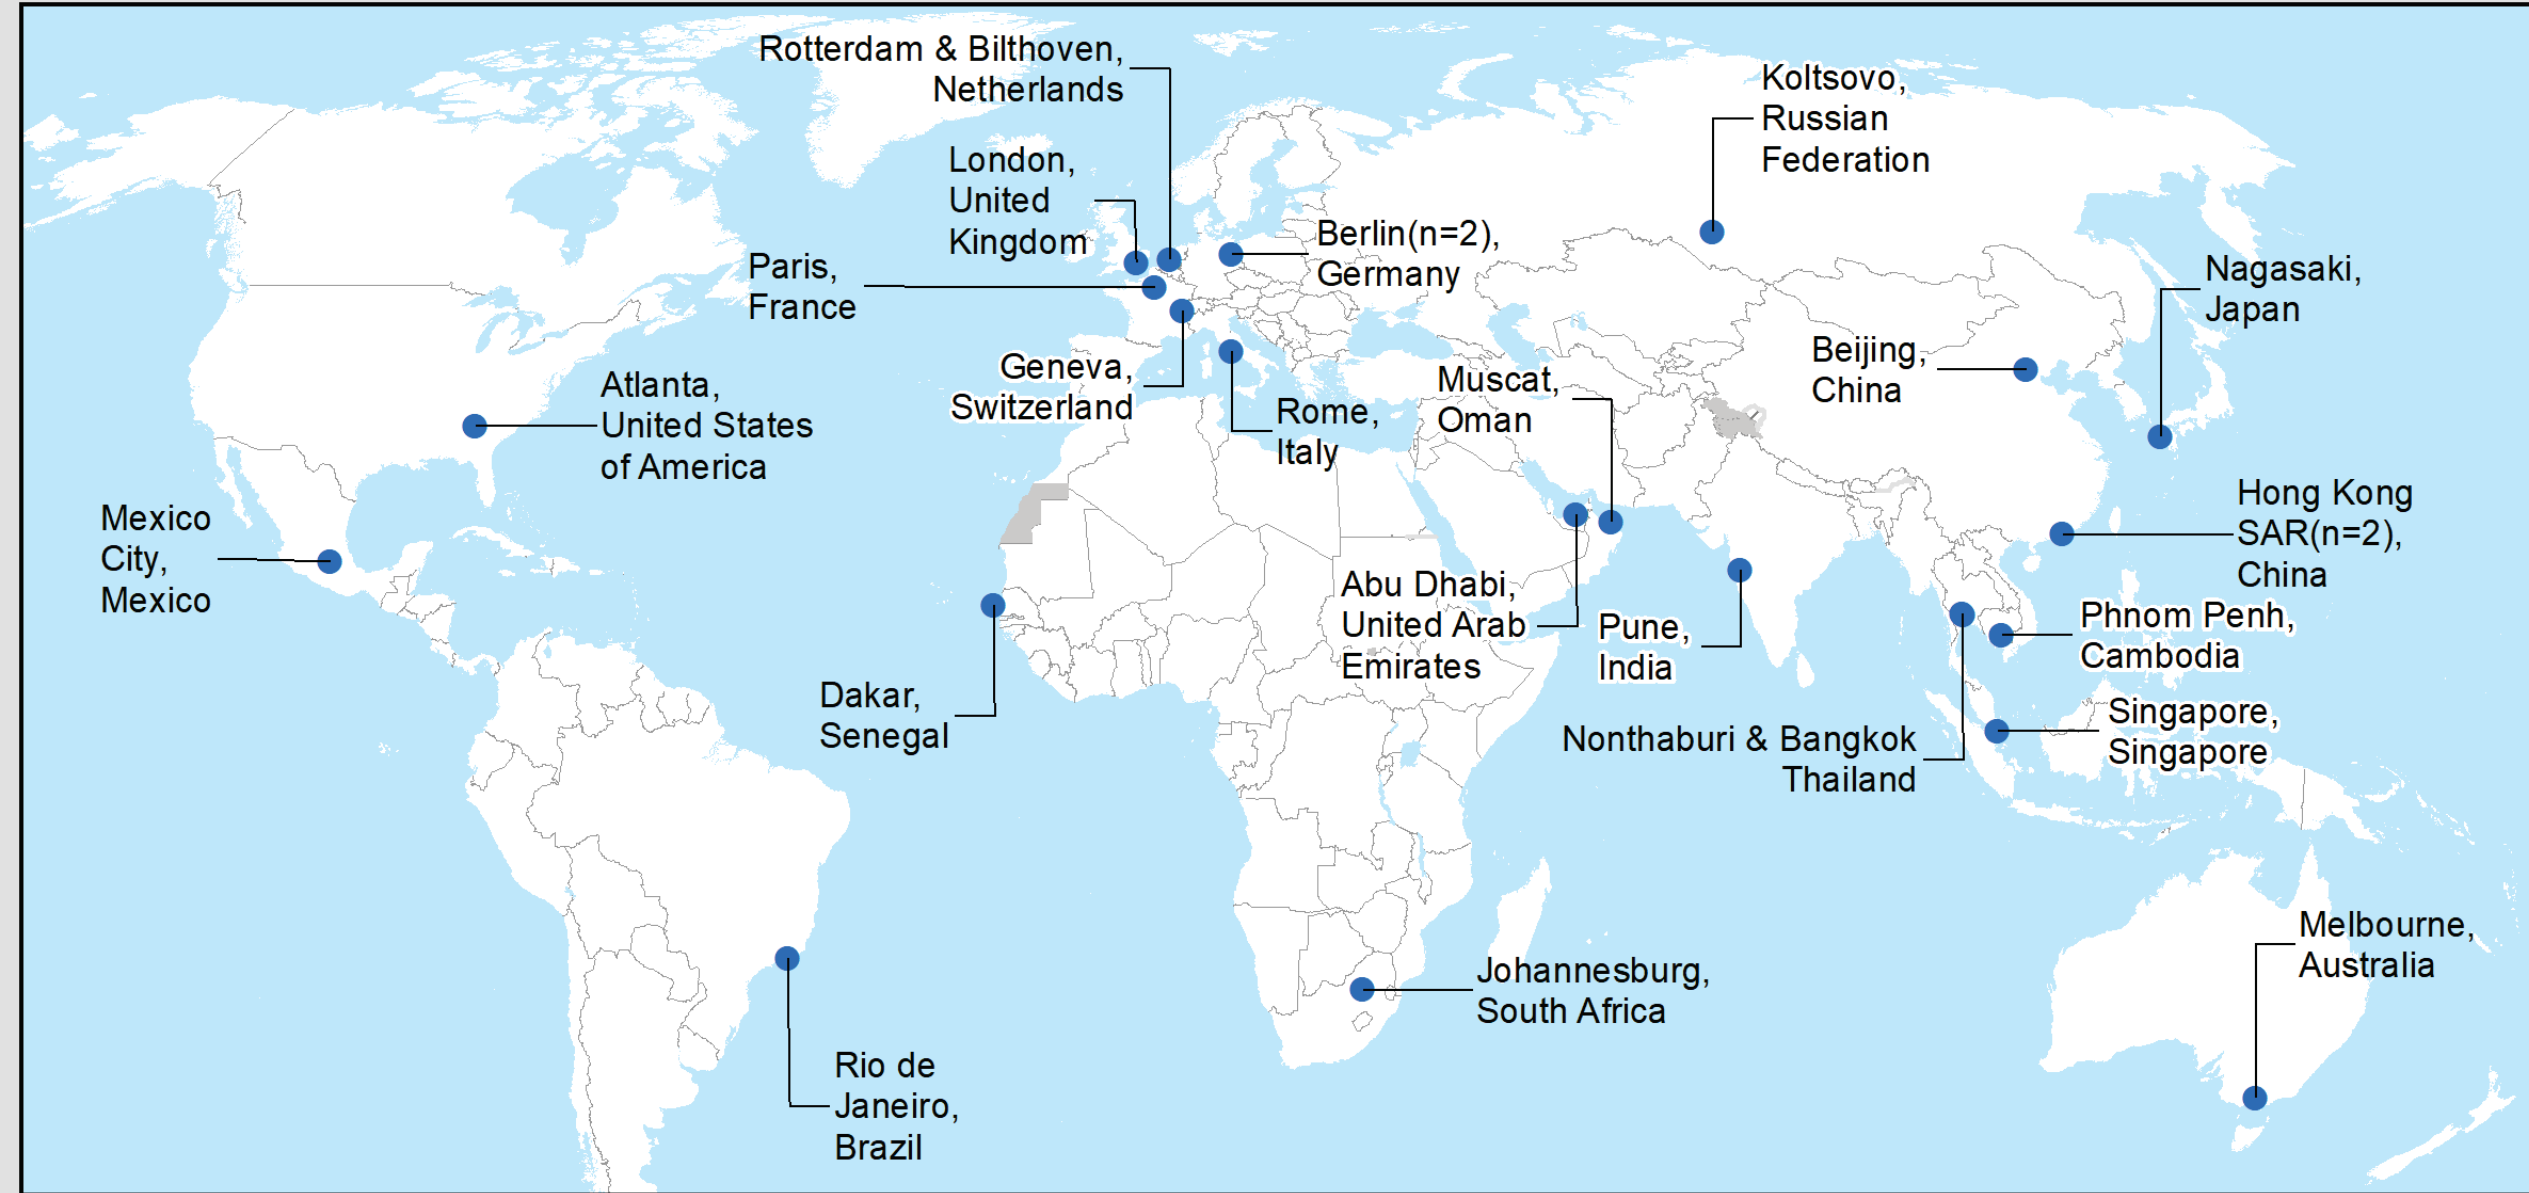 Rotterdam & Bilthoven,
Netherlands
Koltsovo,
Russian
Federation
London,
United
Kingdom
Berlin(n=2),
Germany
Paris,
France
Nagasaki,
Japan
Geneva,
Switzerland
Beijing,
China
Muscat,
Oman
Atlanta,
United States
of America
Rome,
Italy
Mexico
City,
Mexico
Hong Kong
SAR(n=2),
China
Abu Dhabi,
United Arab
Emirates
Pune,
India
Phnom Penh,
Cambodia
Dakar,
Senegal
Singapore,
Singapore
Nonthaburi & Bangkok
Thailand
Melbourne,
Australia
Johannesburg,
South Africa
Rio de
Janeiro,
Brazil